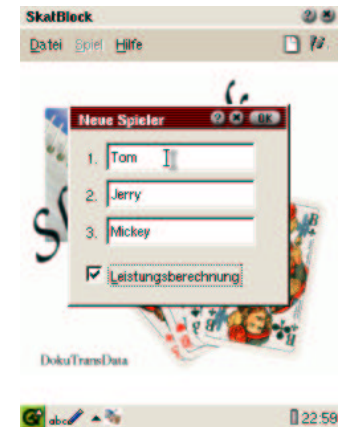 SkatBlock
Datei Spiel Hilfe
Neue Spieler OK
1. Tom
2. Jerry
3. Mickey
Leistungsberechnung
DokuTransData
abc 22:59